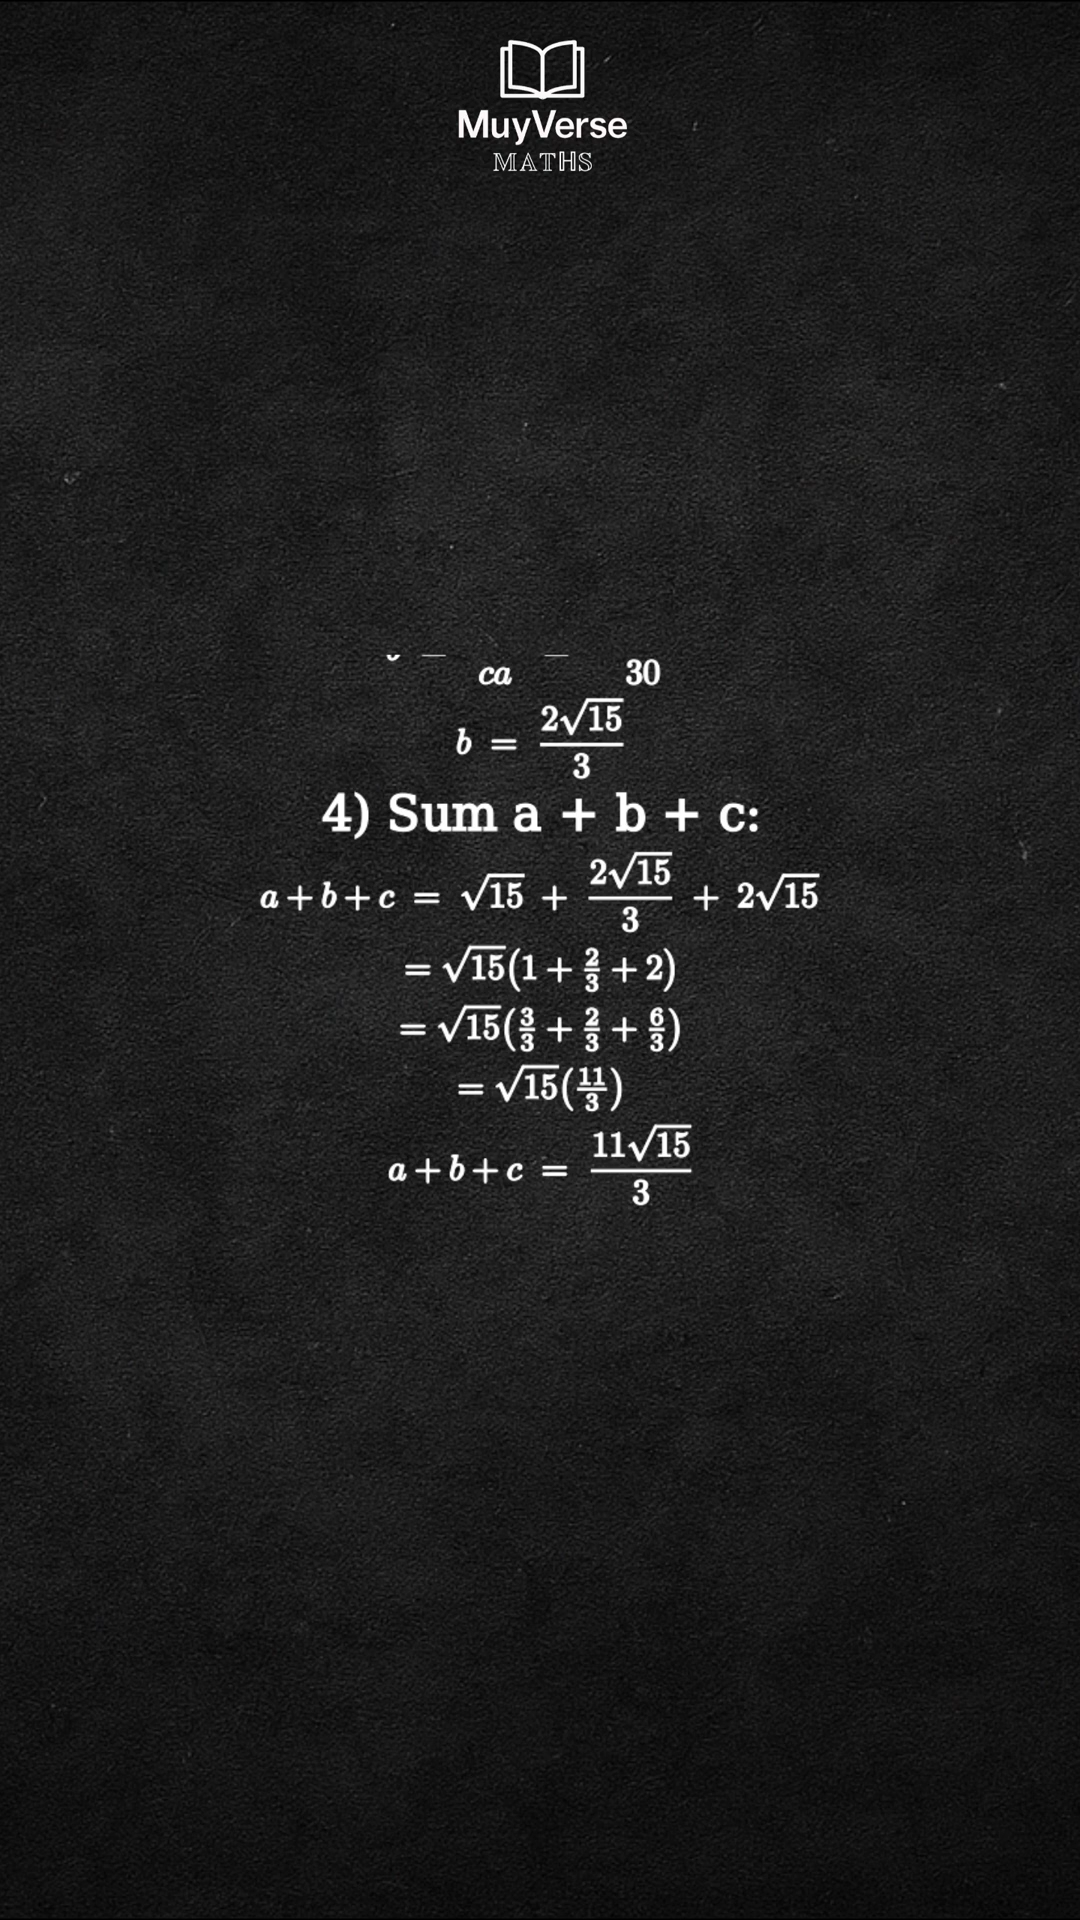 MuyVerse
MATHS
ca 30
b = 2√15/3
4) Sum a + b + c:
a + b + c = √15 + 2√15/3 + 2√15
= √15(1 + 2/3 + 2)
= √15(3/3 + 2/3 + 6/3)
= √15(11/3)
a + b + c = 11√15/3